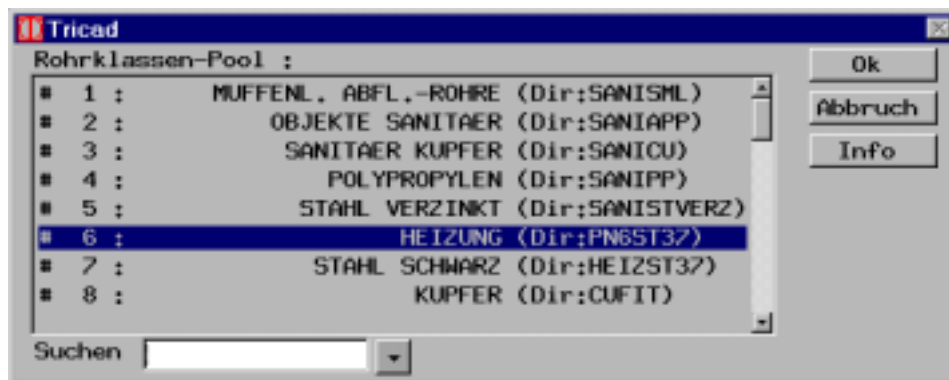 Tricad
Rohrklassen-Pool :
Ok
# 1 : MUFFENL. ABFL.-ROHRE (Dir:SANISML)
Abbruch
# 2 : OBJEKTE SANITAER (Dir:SANIAPP)
Info
# 3 : SANITAER KUPFER (Dir:SANICU)
# 4 : POLYPROPYLEN (Dir:SANIPP)
# 5 : STAHL VERZINKT (Dir:SANISTVERZ)
# 6 : HEIZUNG (Dir:PN6ST37)
# 7 : STAHL SCHWARZ (Dir:HEIZST37)
# 8 : KUPFER (Dir:CUFIT)
Suchen